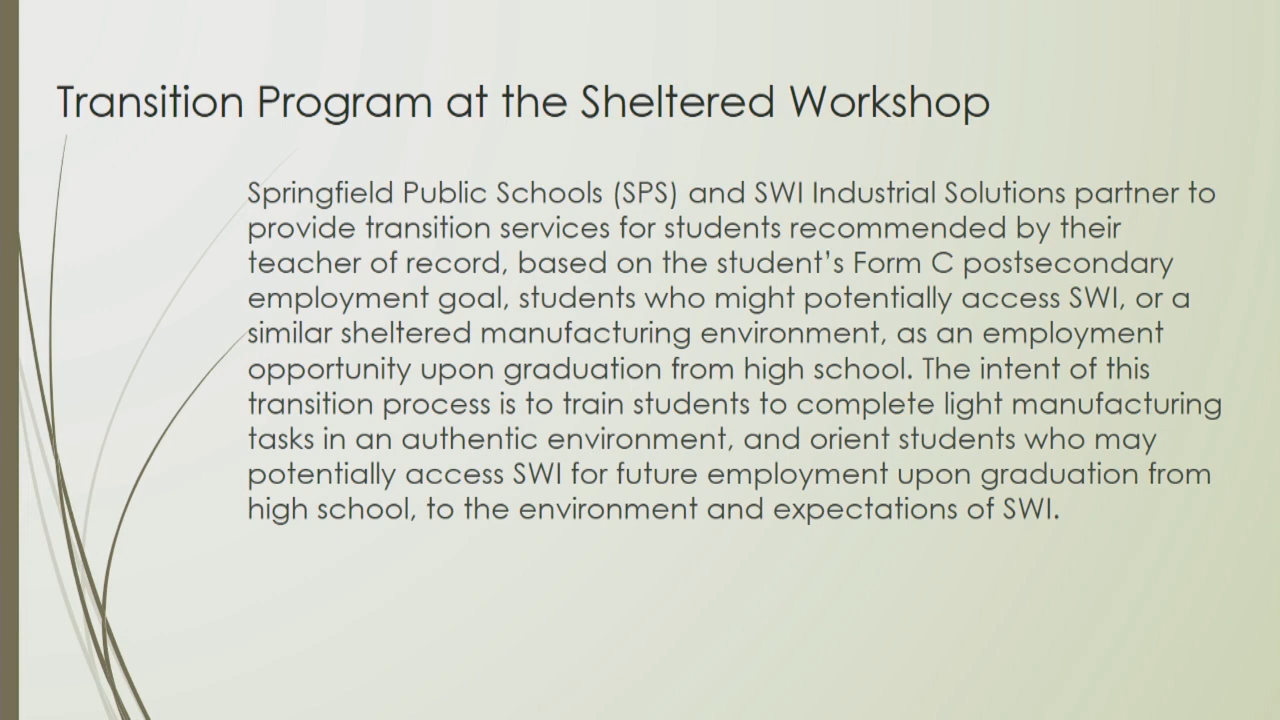 Transition Program at the Sheltered Workshop
Springfield Public Schools (SPS) and SWI Industrial Solutions partner to
provide transition services for students recommended by their
teacher of record, based on the student’s Form C postsecondary
employment goal, students who might potentially access SWI, or a
similar sheltered manufacturing environment, as an employment
opportunity upon graduation from high school. The intent of this
transition process is to train students to complete light manufacturing
tasks in an authentic environment, and orient students who may
potentially access SWI for future employment upon graduation from
high school, to the environment and expectations of SWI.